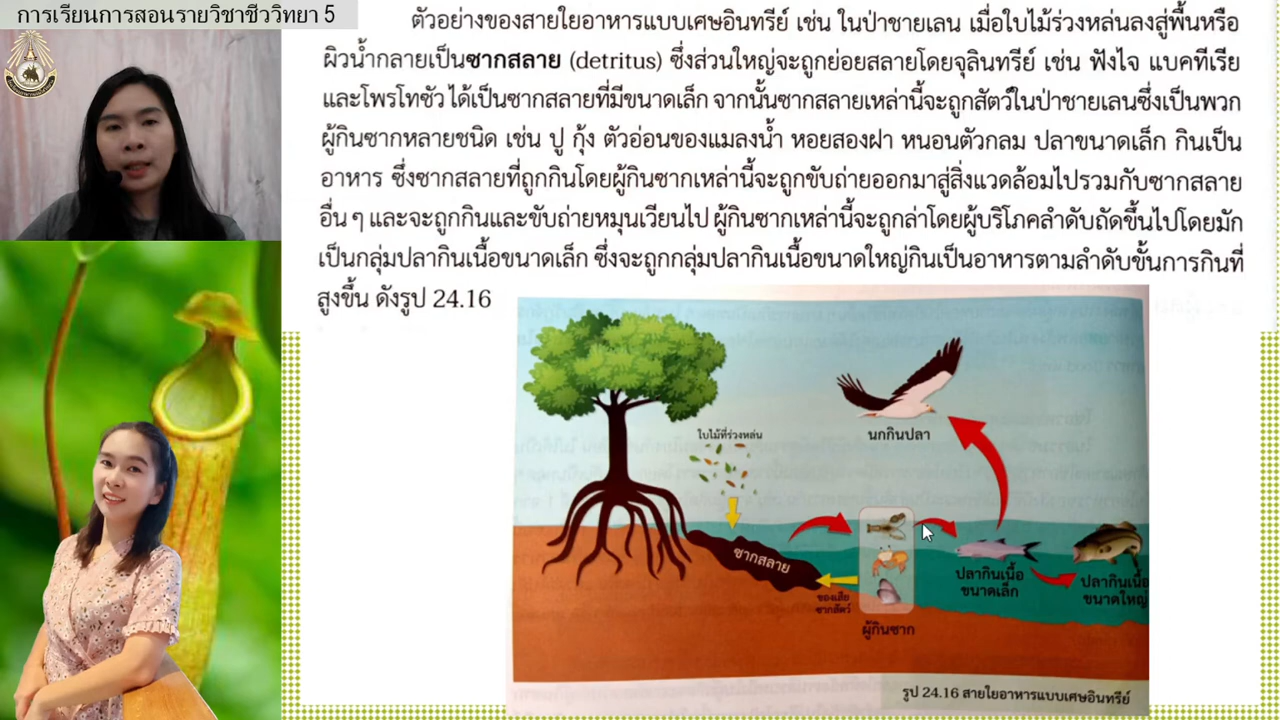 การเรียนการสอนรายวิชาชีววิทยา 5
ตัวอย่างของสายใยอาหารแบบเศษอินทรีย์ เช่น ในป่าชายเลน เมื่อใบไม้ร่วงหล่นลงสู่พื้นหรือ
ผิวน้ำกลายเป็นซากสลาย (detritus) ซึ่งส่วนใหญ่จะถูกย่อยสลายโดยจุลินทรีย์ เช่น ฟังไจ แบคทีเรีย
และโพรโทซัว ได้เป็นซากสลายที่มีขนาดเล็ก จากนั้นซากสลายเหล่านี้จะถูกสัตว์ในป่าชายเลนซึ่งเป็นพวก
ผู้กินซากหลายชนิด เช่น ปู กุ้ง ตัวอ่อนของแมลงน้ำ หอยสองฝา หนอนตัวกลม ปลาขนาดเล็ก กินเป็น
อาหาร ซึ่งซากสลายที่ถูกกินโดยผู้กินซากเหล่านี้จะถูกขับถ่ายออกมาสู่สิ่งแวดล้อมไปรวมกับซากสลาย
อื่น ๆ และจะถูกกินและขับถ่ายหมุนเวียนไป ผู้กินซากเหล่านี้จะถูกล่าโดยผู้บริโภคลำดับถัดขึ้นไปโดยมัก
เป็นกลุ่มปลากินเนื้อขนาดเล็ก ซึ่งจะถูกกลุ่มปลากินเนื้อขนาดใหญ่กินเป็นอาหารตามลำดับขั้นการกินที่
สูงขึ้น ดังรูป 24.16
ใบไม้ที่ร่วงหล่น
นกกินปลา
ซากสลาย
ของเสีย
ซากสัตว์
ผู้กินซาก
ปลากินเนื้อ
ขนาดเล็ก
ปลากินเนื้อ
ขนาดใหญ่
รูป 24.16 สายใยอาหารแบบเศษอินทรีย์